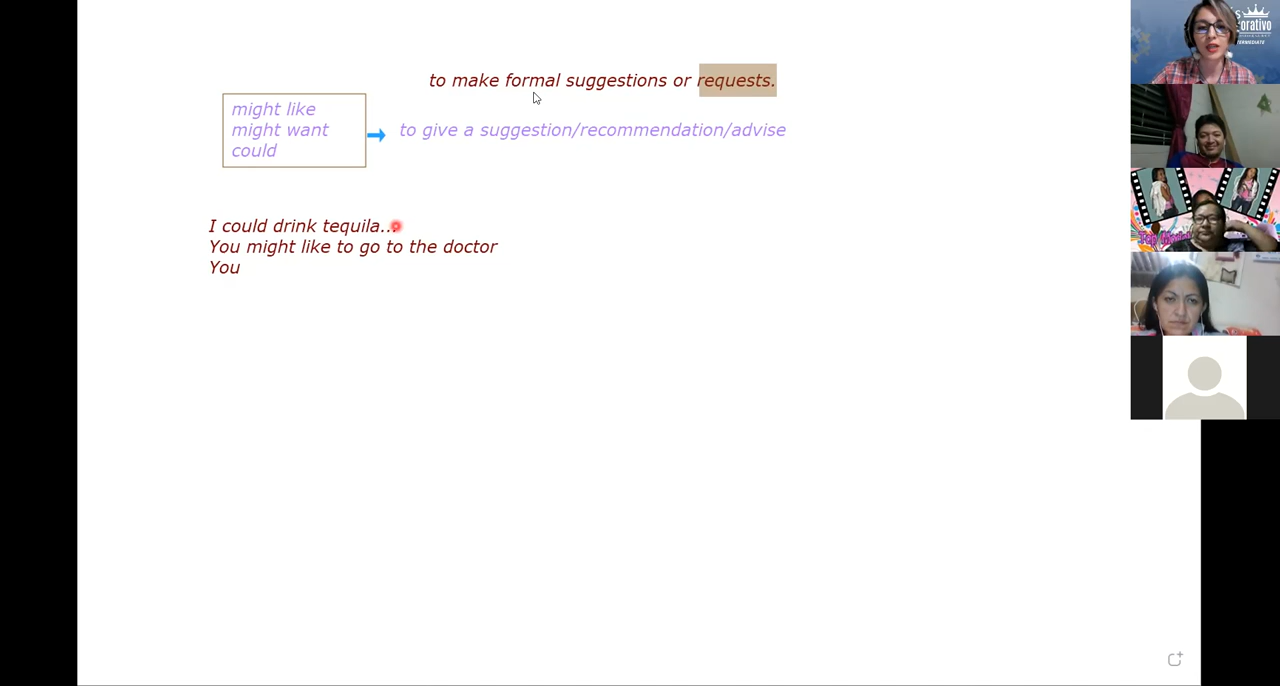 to make formal suggestions or requests.
might like
might want
could
to give a suggestion/recommendation/advise
I could drink tequila...
You might like to go to the doctor
You
orativo